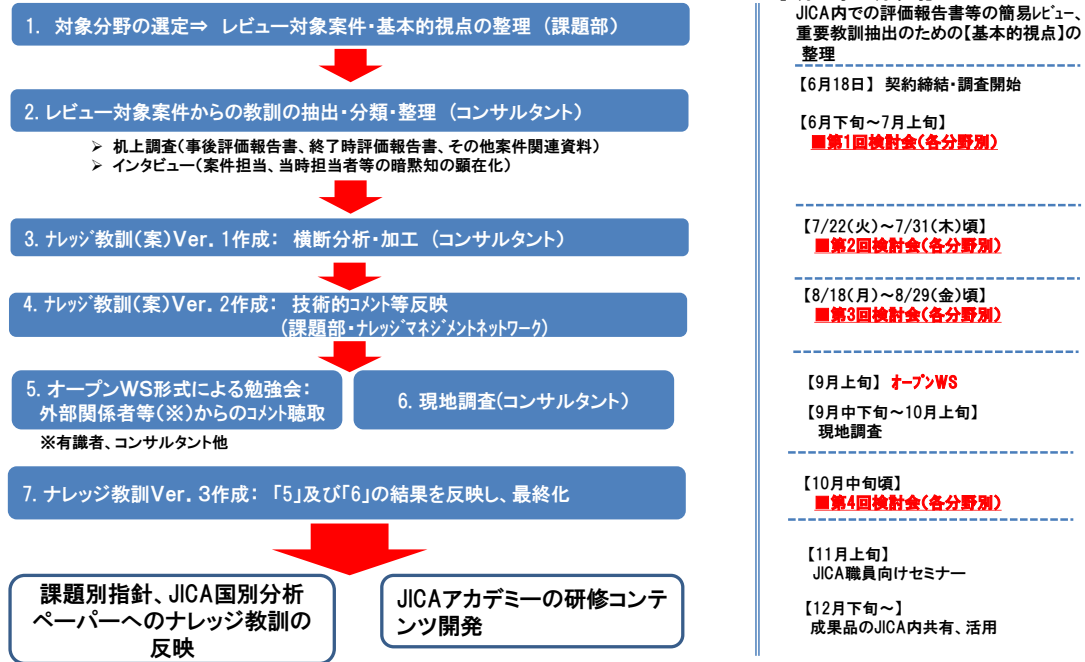 1. 対象分野の選定⇒ レビュー対象案件・基本的視点の整理 (課題部)
2. レビュー対象案件からの教訓の抽出・分類・整理 (コンサルタント)
➢ 机上調査(事後評価報告書、終了時評価報告書、その他案件関連資料)
➢ インタビュー(案件担当、当時担当者等の暗黙知の顕在化)
3. ナレッジ教訓(案)Ver. 1作成: 横断分析・加工 (コンサルタント)
4. ナレッジ教訓(案)Ver. 2作成: 技術的コメント等反映
(課題部・ナレッジマネジメントネットワーク)
5. オープンWS形式による勉強会:
外部関係者等(※)からのコメント聴取
6. 現地調査(コンサルタント)
※有識者、コンサルタント他
7. ナレッジ教訓Ver. 3作成: 「5」及び「6」の結果を反映し、最終化
課題別指針、JICA国別分析
ペーパーへのナレッジ教訓の
反映
JICAアカデミーの研修コンテ
ンツ開発
JICA内での評価報告書等の簡易レビュー、
重要教訓抽出のための【基本的視点】の
整理
【6月18日】 契約締結・調査開始
【6月下旬~7月上旬】
■第1回検討会(各分野別)
【7/22(火)~7/31(木)頃】
■第2回検討会(各分野別)
【8/18(月)~8/29(金)頃】
■第3回検討会(各分野別)
【9月上旬】 オープンWS
【9月中下旬~10月上旬】
現地調査
【10月中旬頃】
■第4回検討会(各分野別)
【11月上旬】
JICA職員向けセミナー
【12月下旬~】
成果品のJICA内共有、活用